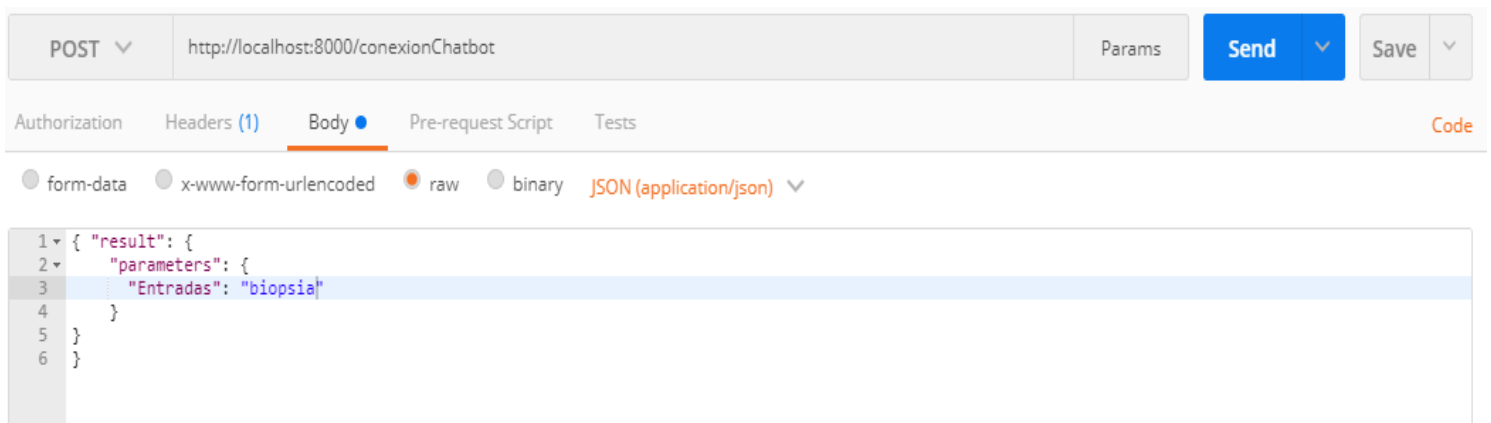 POST http://localhost:8000/conexionChatbot Params Send Save
Authorization Headers (1) Body Pre-request Script Tests Code
form-data x-www-form-urlencoded raw binary JSON (application/json)
1 { "result": {
2 "parameters": {
3 "Entradas": "biopsia"
4 }
5 }
6 }